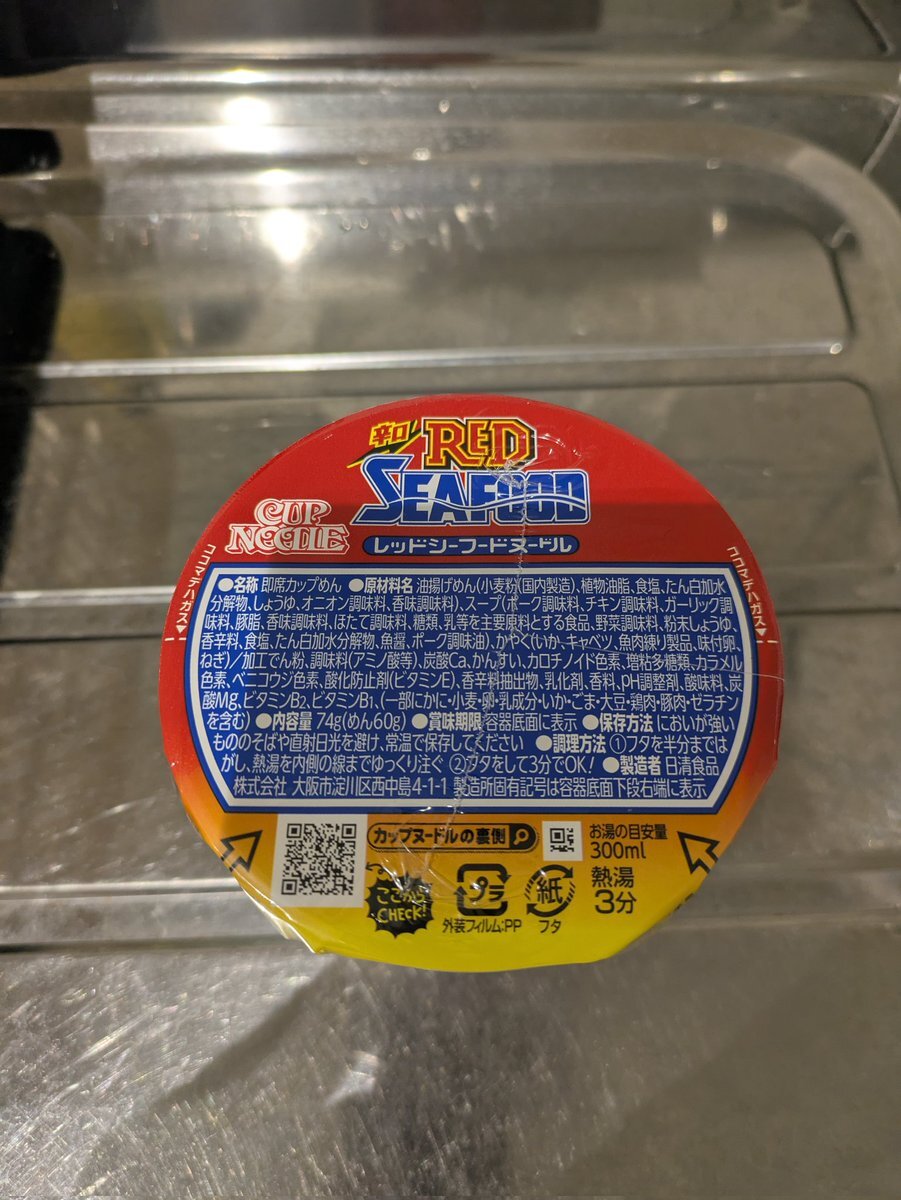 辛口 RED
SEAFOOD
CUP
NOODLE
レッドシーフードヌードル
ココマデハガス
ココマデハガス
●名称 即席カップめん ●原材料名 油揚げめん(小麦粉(国内製造)、植物油脂、食塩、たん白加水
分解物、しょうゆ、オニオン調味料、香味調味料)、スープ(ポーク調味料、チキン調味料、ガーリック調
味料、豚脂、香味調味料、ほたて調味料、糖類、乳等を主要原料とする食品、野菜調味料、粉末しょうゆ、
香辛料、食塩、たん白加水分解物、魚醤、ポーク調味油)、かやく(いか、キャベツ、魚肉練り製品、味付卵、
ねぎ)/加工でん粉、調味料(アミノ酸等)、炭酸Ca、かんすい、カロチノイド色素、増粘多糖類、カラメル
色素、ベニコウジ色素、酸化防止剤(ビタミンE)、香辛料抽出物、乳化剤、香料、pH調整剤、酸味料、炭
酸Mg、ビタミンB2、ビタミンB1、(一部にかに・小麦・卵・乳成分・いか・ごま・大豆・鶏肉・豚肉・ゼラチン
を含む) ●内容量 74g(めん60g) ●賞味期限 容器底面に表示 ●保存方法 においが強い
もののそばや直射日光を避け、常温で保存してください ●調理方法 ①フタを半分まではが
がし、熱湯を内側の線までゆっくり注ぐ ②フタをして3分でOK! ●製造者 日清食品
株式会社 大阪市淀川区西中島4-1-1 製造所固有記号は容器底面下段右端に表示
カップヌードルの裏側
お湯の目安量
300ml
ここから
CHECK!
プラ
外装フィルム:PP
紙
フタ
熱湯
3分